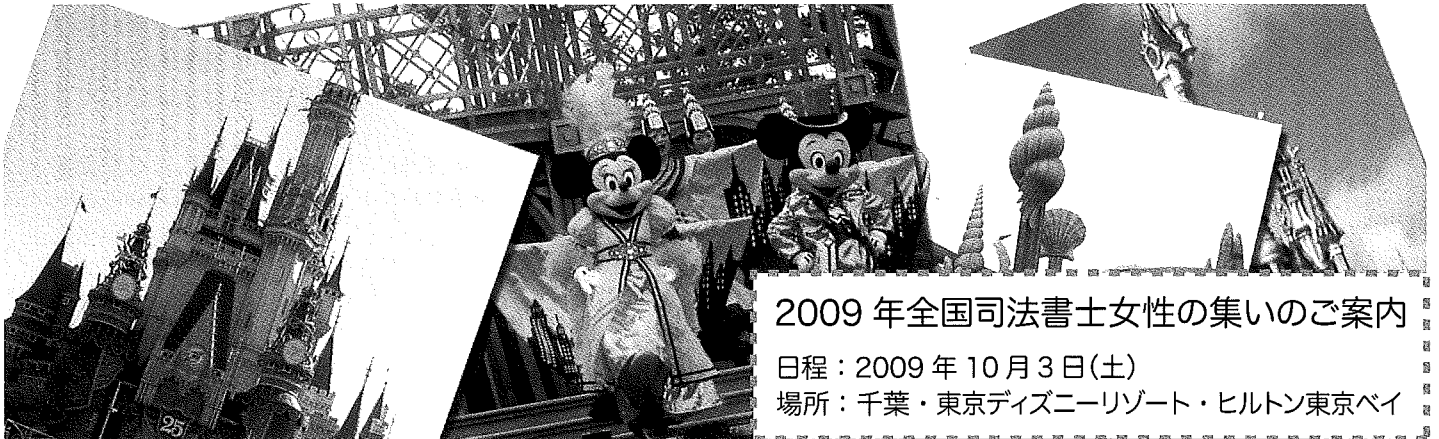 25
2009 年全国司法書士女性の集いのご案内
日程：2009 年 10 月 3 日（土）
場所：千葉・東京ディズニーリゾート・ヒルトン東京ベイ